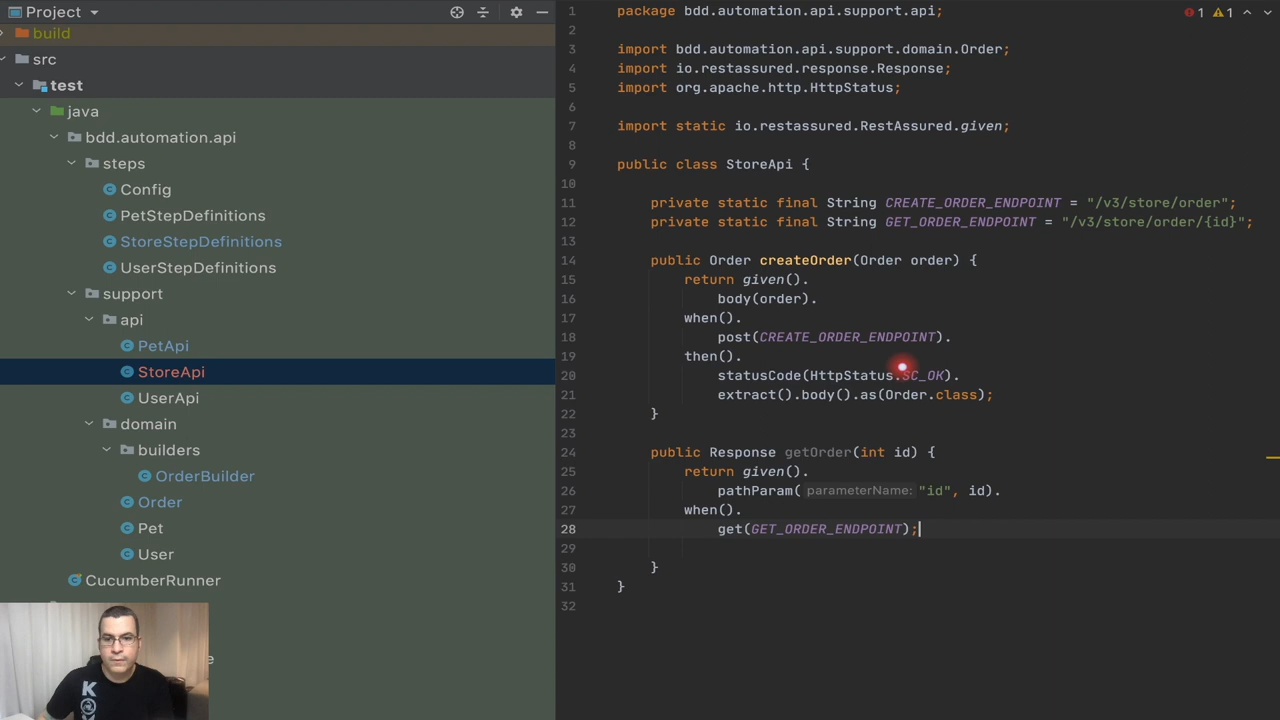 Project
build
src
test
java
bdd.automation.api
steps
Config
PetStepDefinitions
StoreStepDefinitions
UserStepDefinitions
support
api
PetApi
StoreApi
UserApi
domain
builders
OrderBuilder
Order
Pet
User
CucumberRunner
e
1 package bdd.automation.api.support.api;
2
3 import bdd.automation.api.support.domain.Order;
4 import io.restassured.response.Response;
5 import org.apache.http.HttpStatus;
6
7 import static io.restassured.RestAssured.given;
8
9 public class StoreApi {
10
11 private static final String CREATE_ORDER_ENDPOINT = "/v3/store/order";
12 private static final String GET_ORDER_ENDPOINT = "/v3/store/order/{id}";
13
14 public Order createOrder(Order order) {
15 return given().
16 body(order).
17 when().
18 post(CREATE_ORDER_ENDPOINT).
19 then().
20 statusCode(HttpStatus.SC_OK).
21 extract().body().as(Order.class);
22 }
23
24 public Response getOrder(int id) {
25 return given().
26 pathParam( parameterName: "id", id).
27 when().
28 get(GET_ORDER_ENDPOINT);
29
30 }
31 }
32
1 1